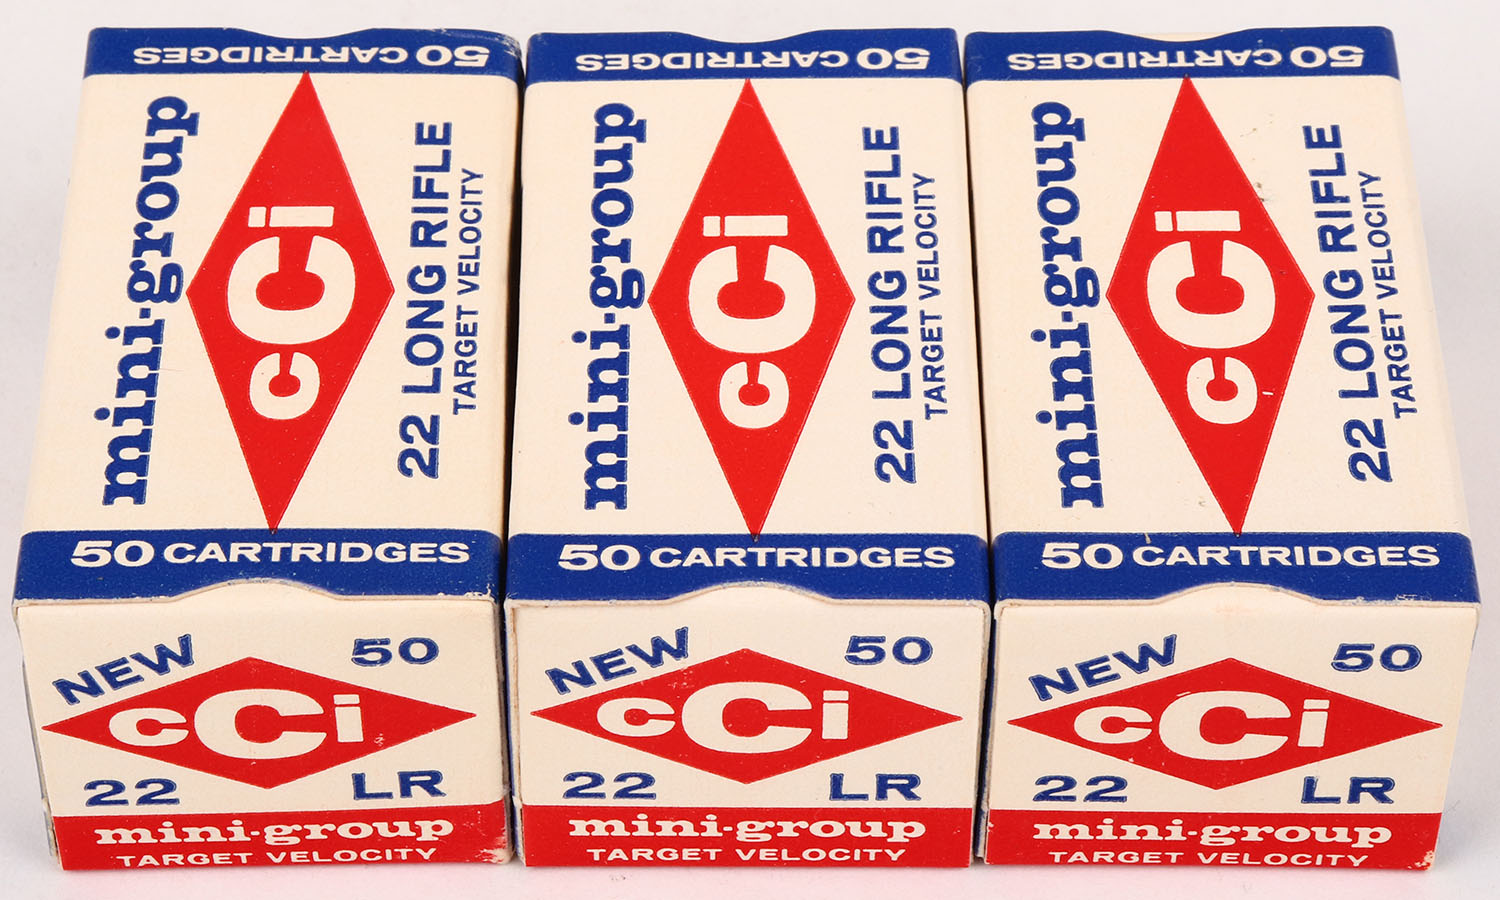 50 CARTRIDGES
mini-group
cCi
22 LONG RIFLE
TARGET VELOCITY
50 CARTRIDGES
NEW
50
cCi
22 LR
mini-group
TARGET VELOCITY
50 CARTRIDGES
mini-group
cCi
22 LONG RIFLE
TARGET VELOCITY
50 CARTRIDGES
NEW
50
cCi
22 LR
mini-group
TARGET VELOCITY
50 CARTRIDGES
mini-group
cCi
22 LONG RIFLE
TARGET VELOCITY
50 CARTRIDGES
NEW
50
cCi
22 LR
mini-group
TARGET VELOCITY